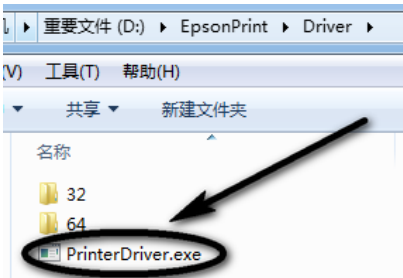 重要文件 (D:) ▸ EpsonPrint ▸ Driver ▸
(V) 工具(T) 帮助(H)
共享 新建文件夹
名称
32
64
PrinterDriver.exe